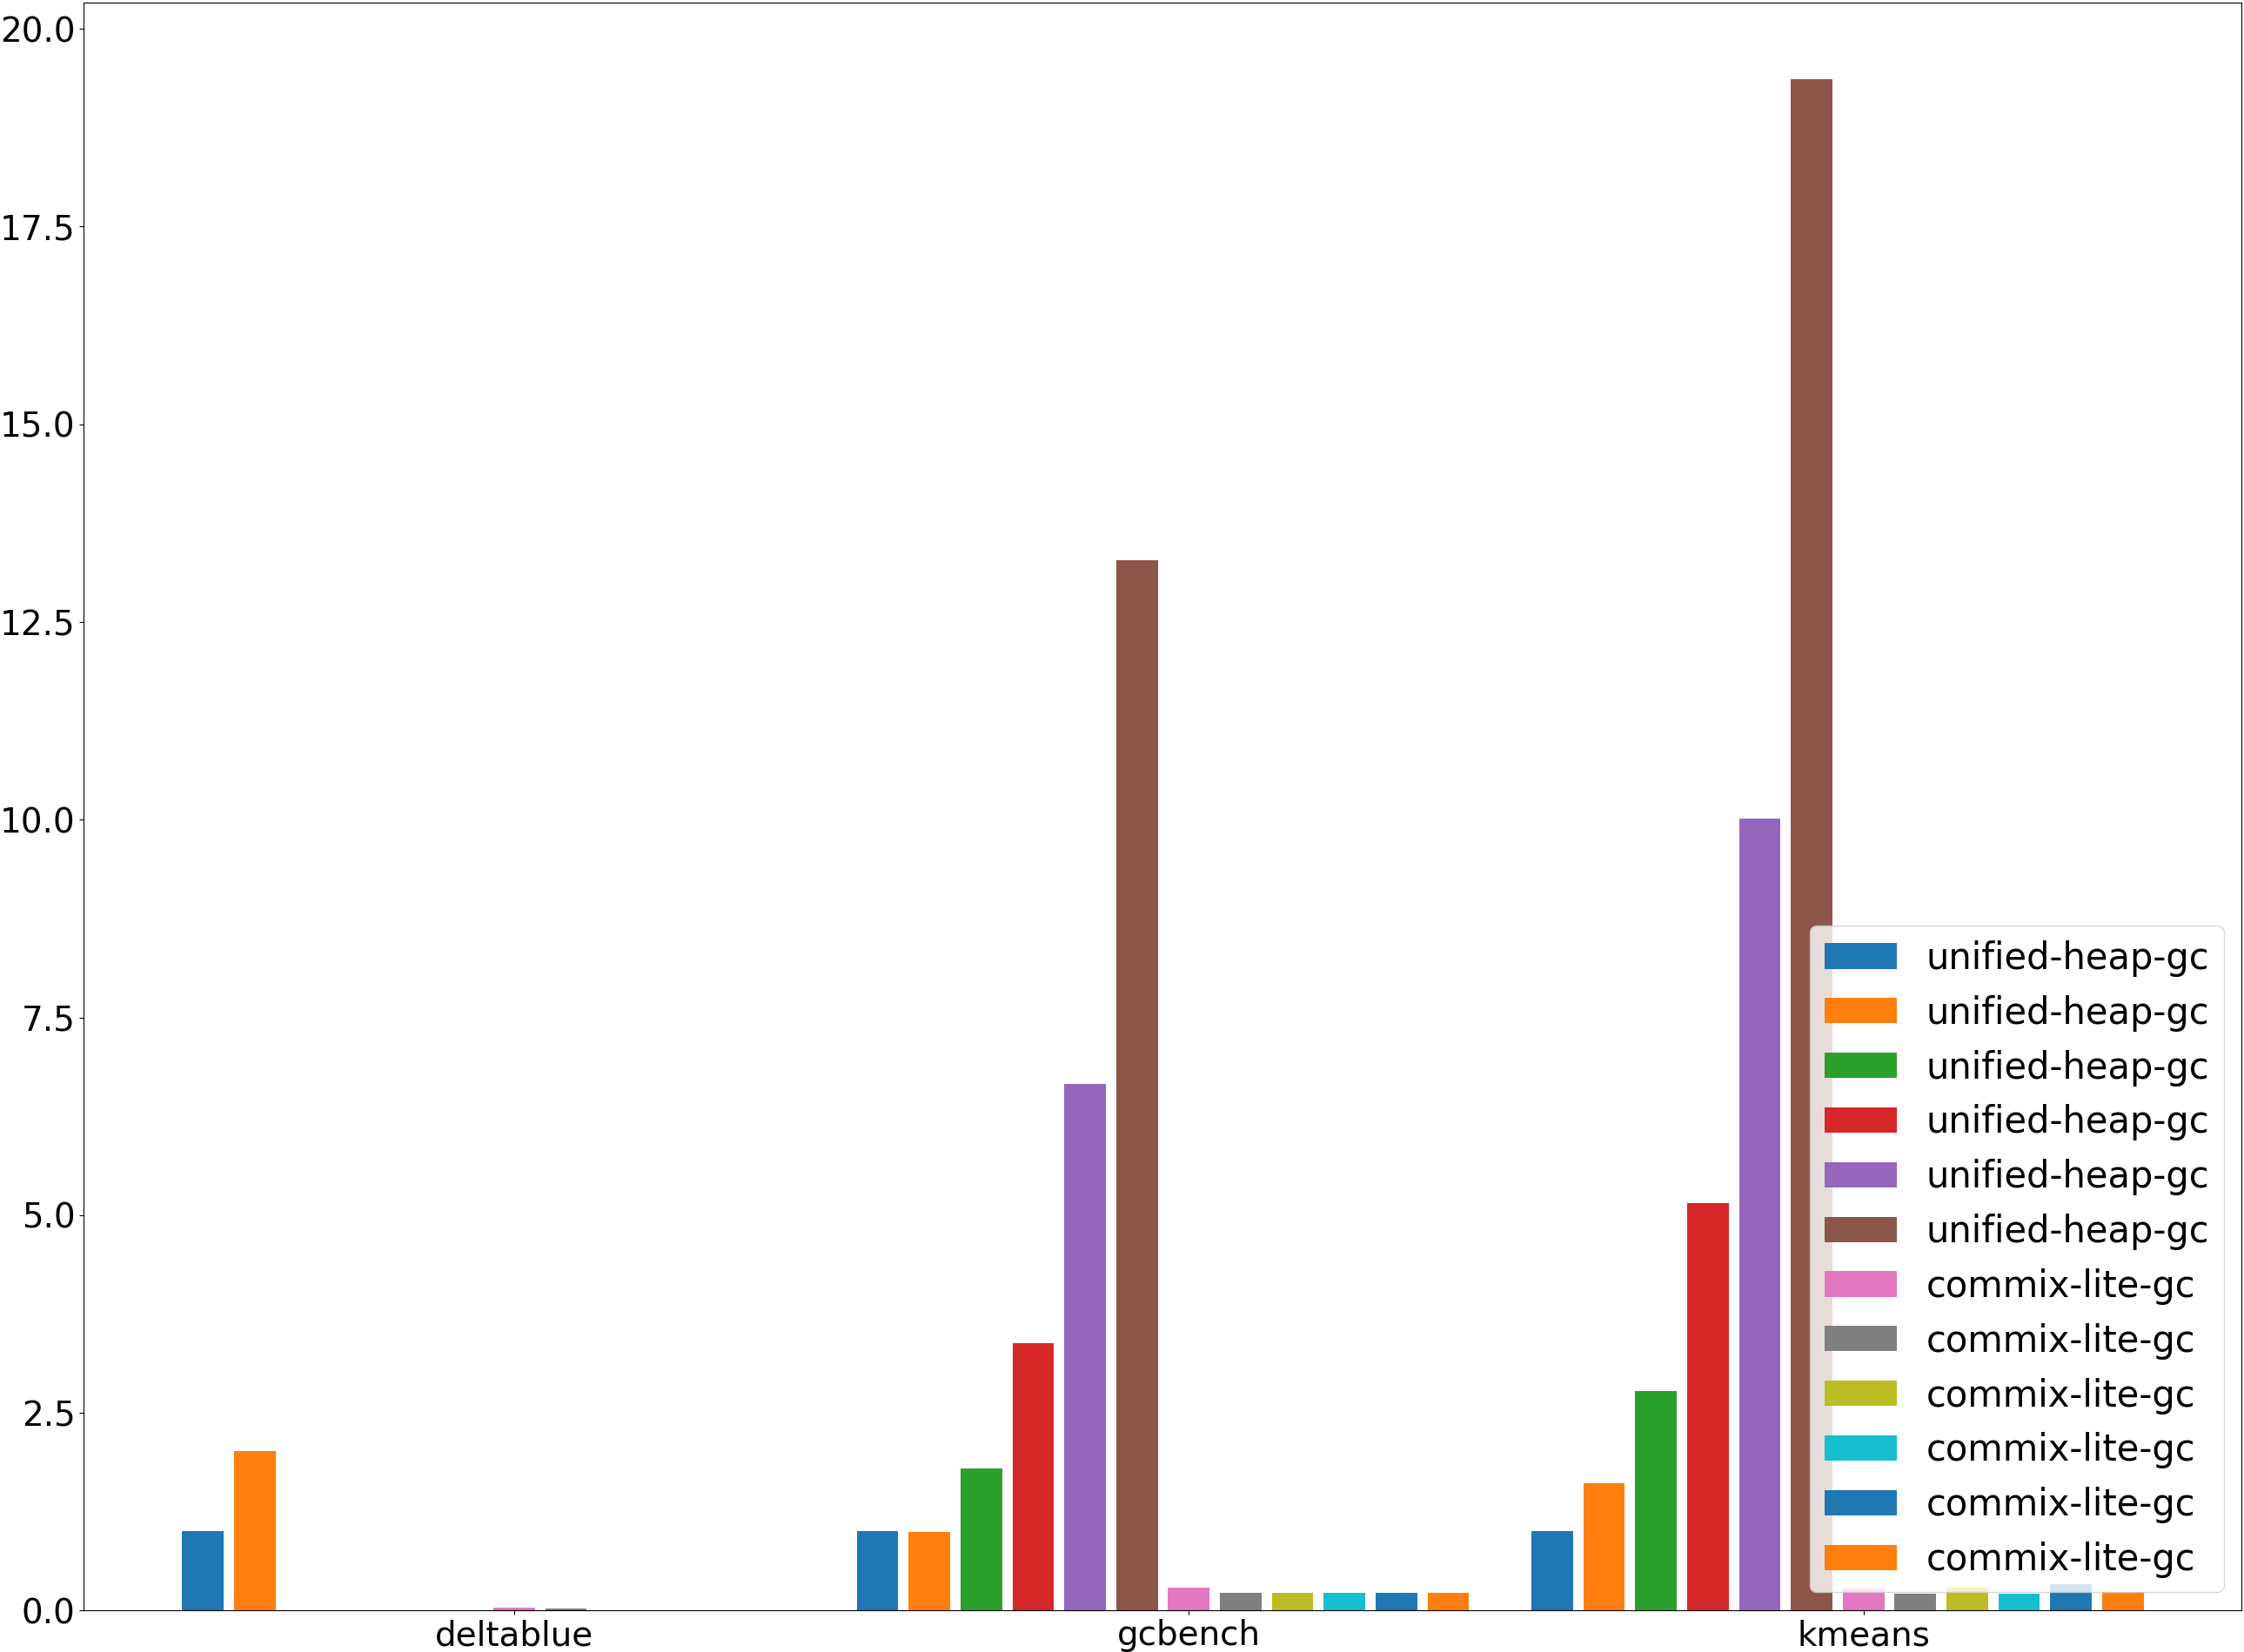 20.0
17.5
15.0
12.5
10.0
7.5
5.0
2.5
0.0
deltablue
gcbench
kmeans
unified-heap-gc
unified-heap-gc
unified-heap-gc
unified-heap-gc
unified-heap-gc
unified-heap-gc
commix-lite-gc
commix-lite-gc
commix-lite-gc
commix-lite-gc
commix-lite-gc
commix-lite-gc